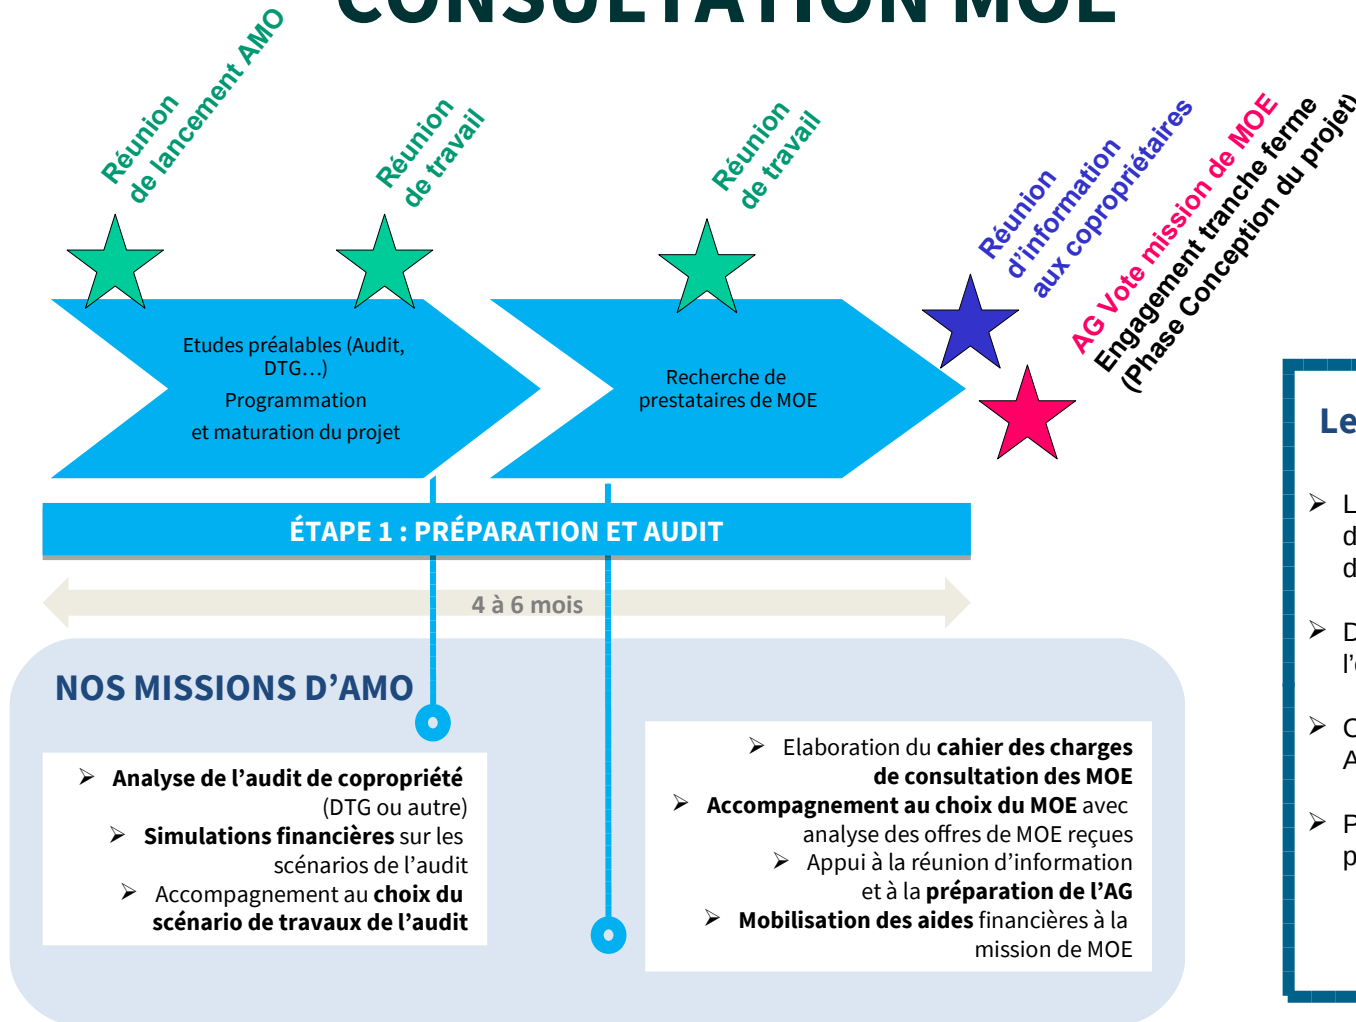 CONSULTATION MOE
Réunion
de lancement AMO
Réunion
de travail
Réunion
de travail
Réunion
d’information
aux copropriétaires
AG Vote mission de MOE
Engagement tranche ferme
(Phase Conception du projet)
Etudes préalables (Audit,
DTG…)
Programmation
et maturation du projet
Recherche de
prestataires de MOE
ÉTAPE 1 : PRÉPARATION ET AUDIT
4 à 6 mois
NOS MISSIONS D’AMO
➢ Analyse de l’audit de copropriété
(DTG ou autre)
➢ Simulations financières sur les
scénarios de l’audit
➢ Accompagnement au choix du
scénario de travaux de l’audit
➢ Elaboration du cahier des charges
de consultation des MOE
➢ Accompagnement au choix du MOE avec
analyse des offres de MOE reçues
➢ Appui à la réunion d’information
et à la préparation de l’AG
➢ Mobilisation des aides financières à la
mission de MOE
Le